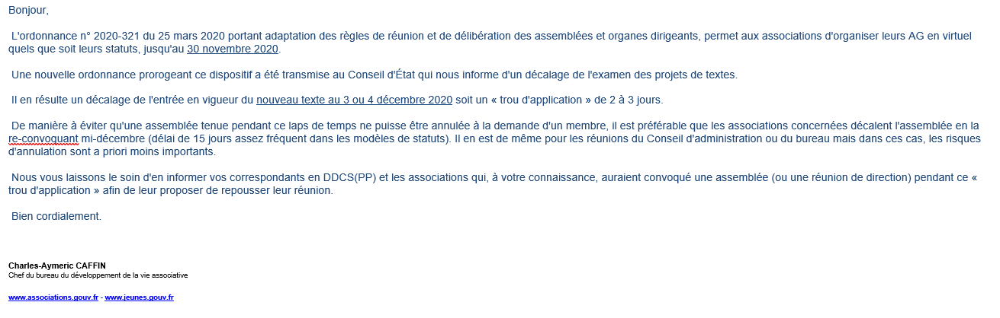 Bonjour,
L'ordonnance n° 2020-321 du 25 mars 2020 portant adaptation des règles de réunion et de délibération des assemblées et organes dirigeants, permet aux associations d'organiser leurs AG en virtuel
quels que soit leurs statuts, jusqu'au 30 novembre 2020.
Une nouvelle ordonnance prorogeant ce dispositif a été transmise au Conseil d'État qui nous informe d'un décalage de l'examen des projets de textes.
Il en résulte un décalage de l'entrée en vigueur du nouveau texte au 3 ou 4 décembre 2020 soit un « trou d'application » de 2 à 3 jours.
De manière à éviter qu'une assemblée tenue pendant ce laps de temps ne puisse être annulée à la demande d'un membre, il est préférable que les associations concernées décalent l'assemblée en la
re-convoquant mi-décembre (délai de 15 jours assez fréquent dans les modèles de statuts). Il en est de même pour les réunions du Conseil d'administration ou du bureau mais dans ces cas, les risques
d'annulation sont a priori moins importants.
Nous vous laissons le soin d'en informer vos correspondants en DDCS(PP) et les associations qui, à votre connaissance, auraient convoqué une assemblée (ou une réunion de direction) pendant ce «
trou d'application » afin de leur proposer de repousser leur réunion.
Bien cordialement.
Charles-Aymeric CAFFIN
Chef du bureau du développement de la vie associative
www.associations.gouv.fr - www.jeunes.gouv.fr